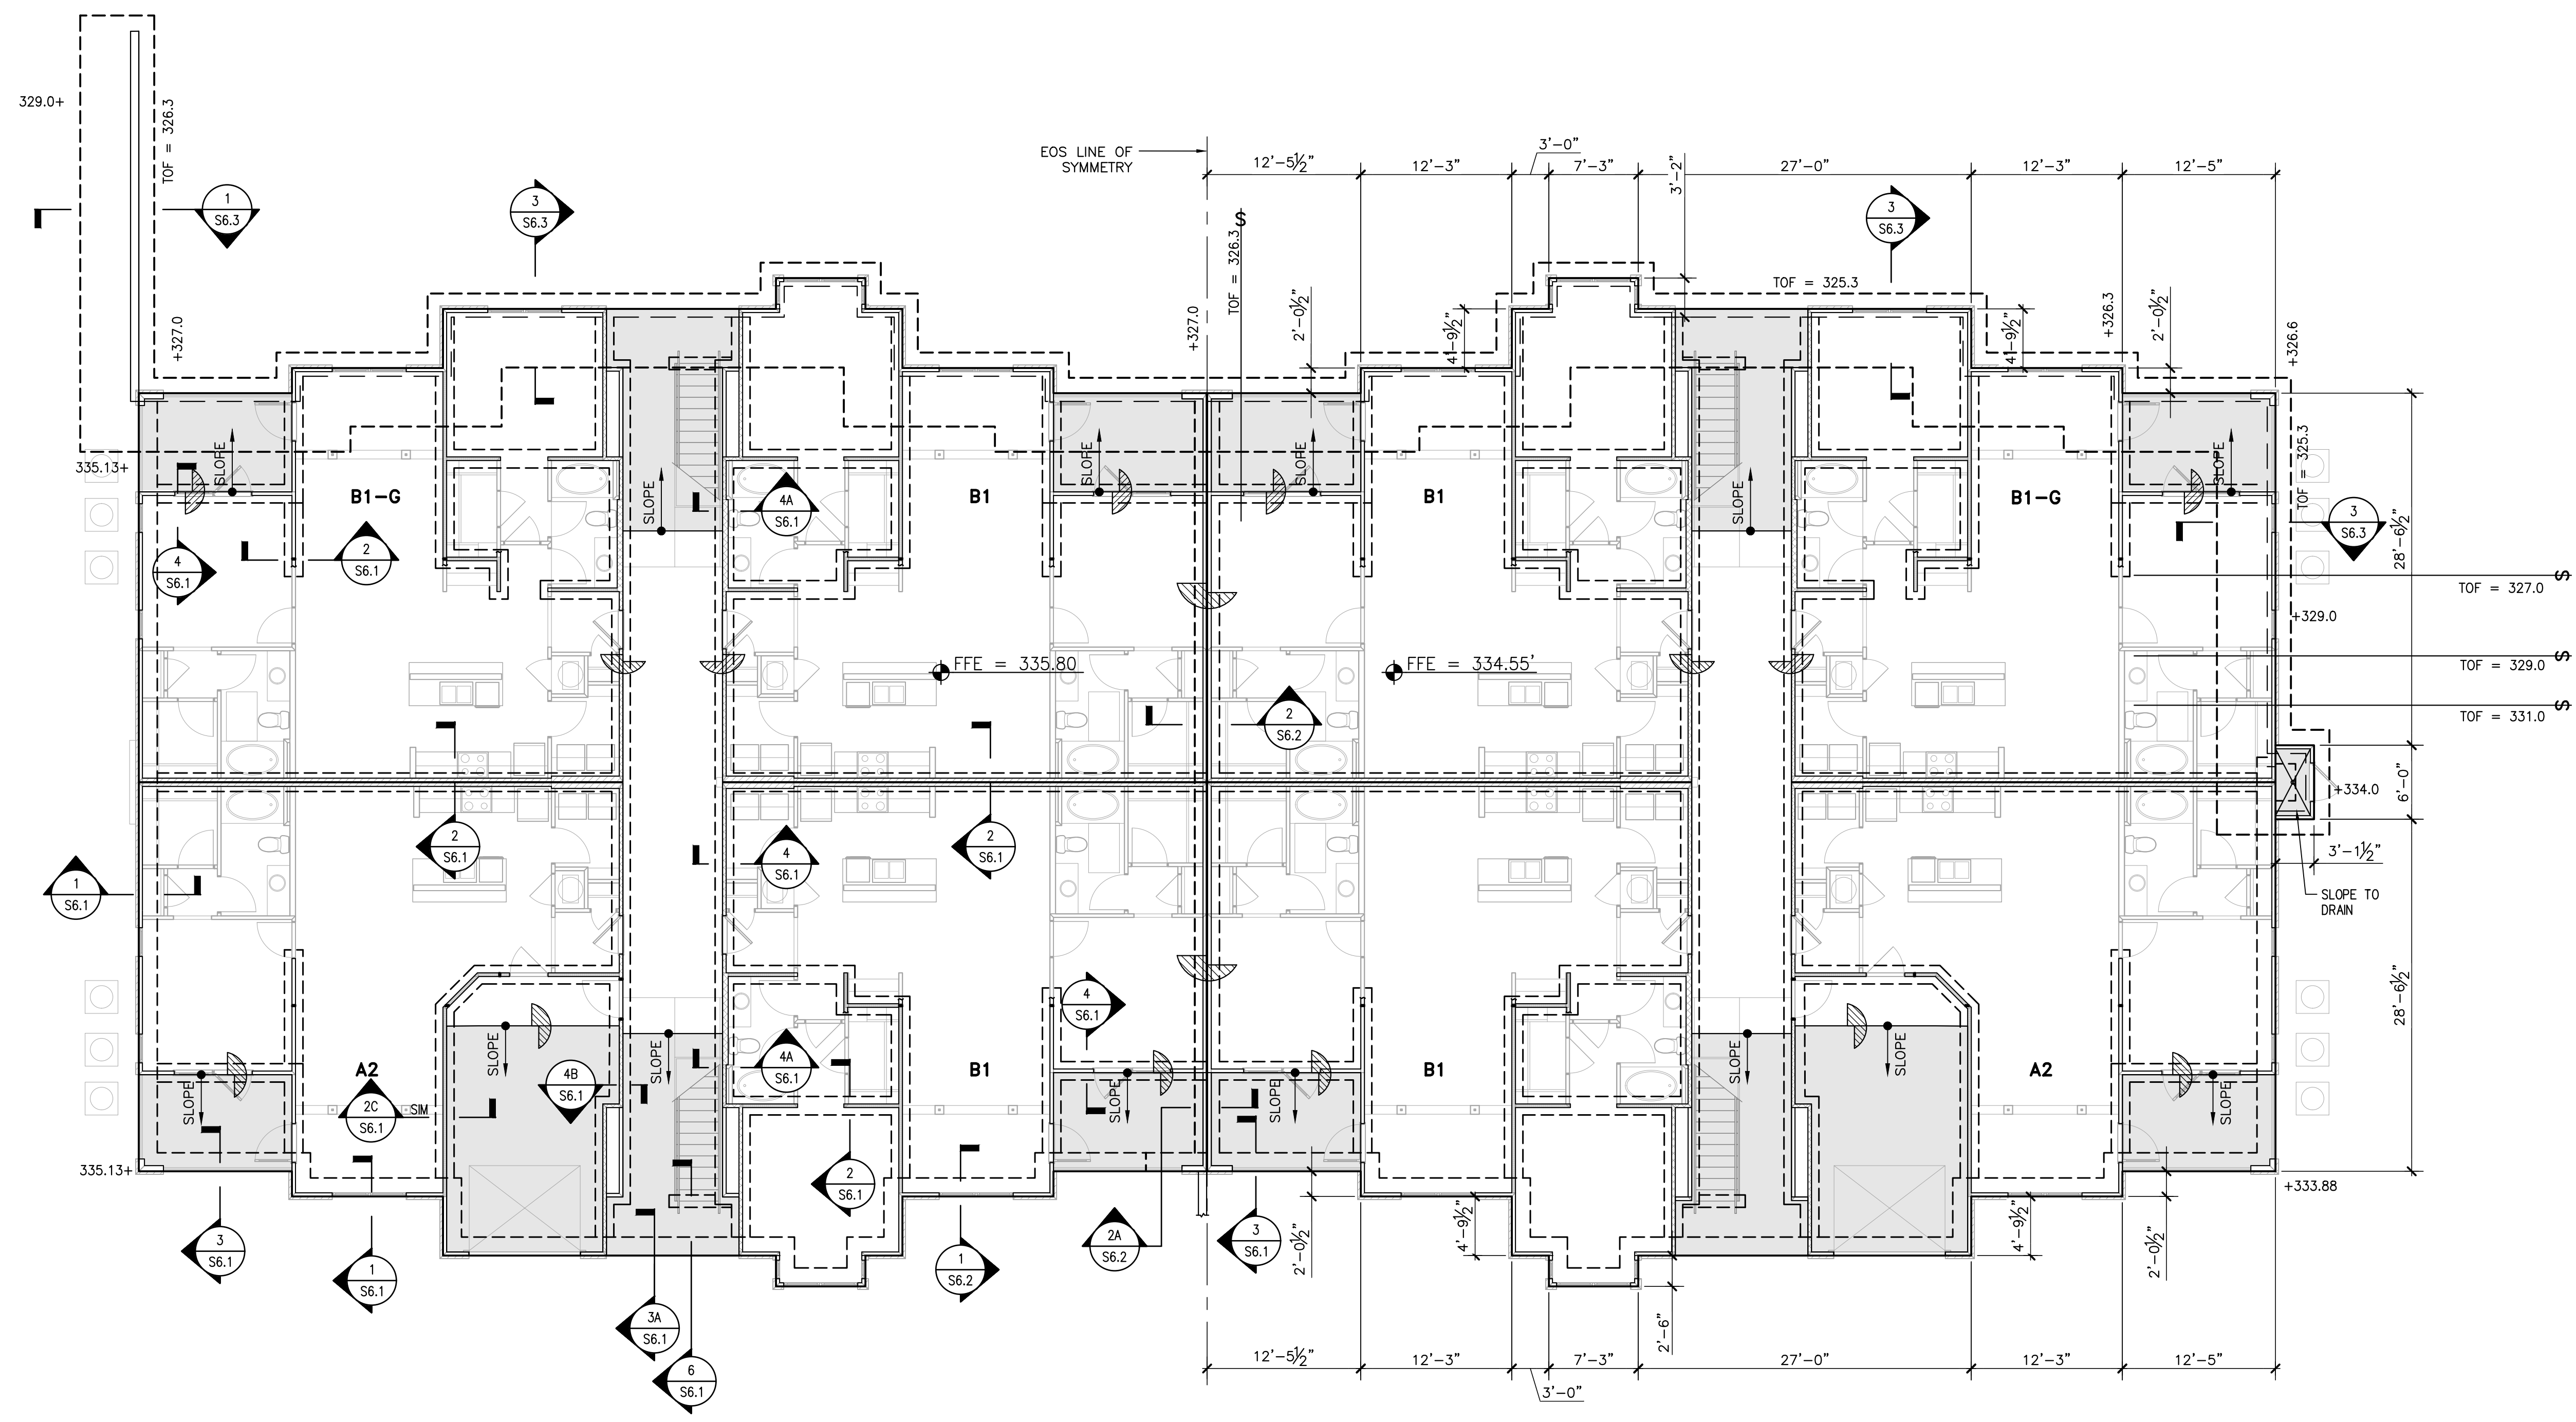 329.0+
TOF = 326.3
1
S6.3
3
S6.3
EOS LINE OF
SYMMETRY
12'-5½"
12'-3"
3'-0"
7'-3"
3'-2"
27'-0"
12'-3"
12'-5"
3
S6.3
S
TOF = 326.3
TOF = 325.3
+327.0
+327.0
2'-0½"
4'-9½"
4'-9½"
+326.3
2'-0½"
+326.6
335.13+
SLOPE
SLOPE
SLOPE
SLOPE
SLOPE
SLOPE
TOF = 325.3
B1-G
B1
B1
B1-G
4A
S6.1
2
S6.1
4
S6.1
3
S6.3
28'-6½"
S
TOF = 327.0
+329.0
S
TOF = 329.0
S
TOF = 331.0
FFE = 335.80
FFE = 334.55'
2
S6.2
6'-0"
+334.0
3'-1½"
SLOPE TO
DRAIN
2
S6.1
4
S6.1
2
S6.1
1
S6.1
28'-6½"
4
S6.1
SLOPE
SLOPE
SLOPE
SLOPE
SLOPE
SLOPE
SLOPE
SLOPE
4A
S6.1
4B
S6.1
A2
2C
S6.1
SIM
B1
B1
A2
335.13+
+333.88
2
S6.1
3
S6.1
1
S6.1
3A
S6.1
6
S6.1
1
S6.2
2A
S6.2
3
S6.1
2'-0½"
4'-9½"
4'-9½"
2'-0½"
2'-6"
12'-5½"
12'-3"
3'-0"
7'-3"
27'-0"
12'-3"
12'-5"